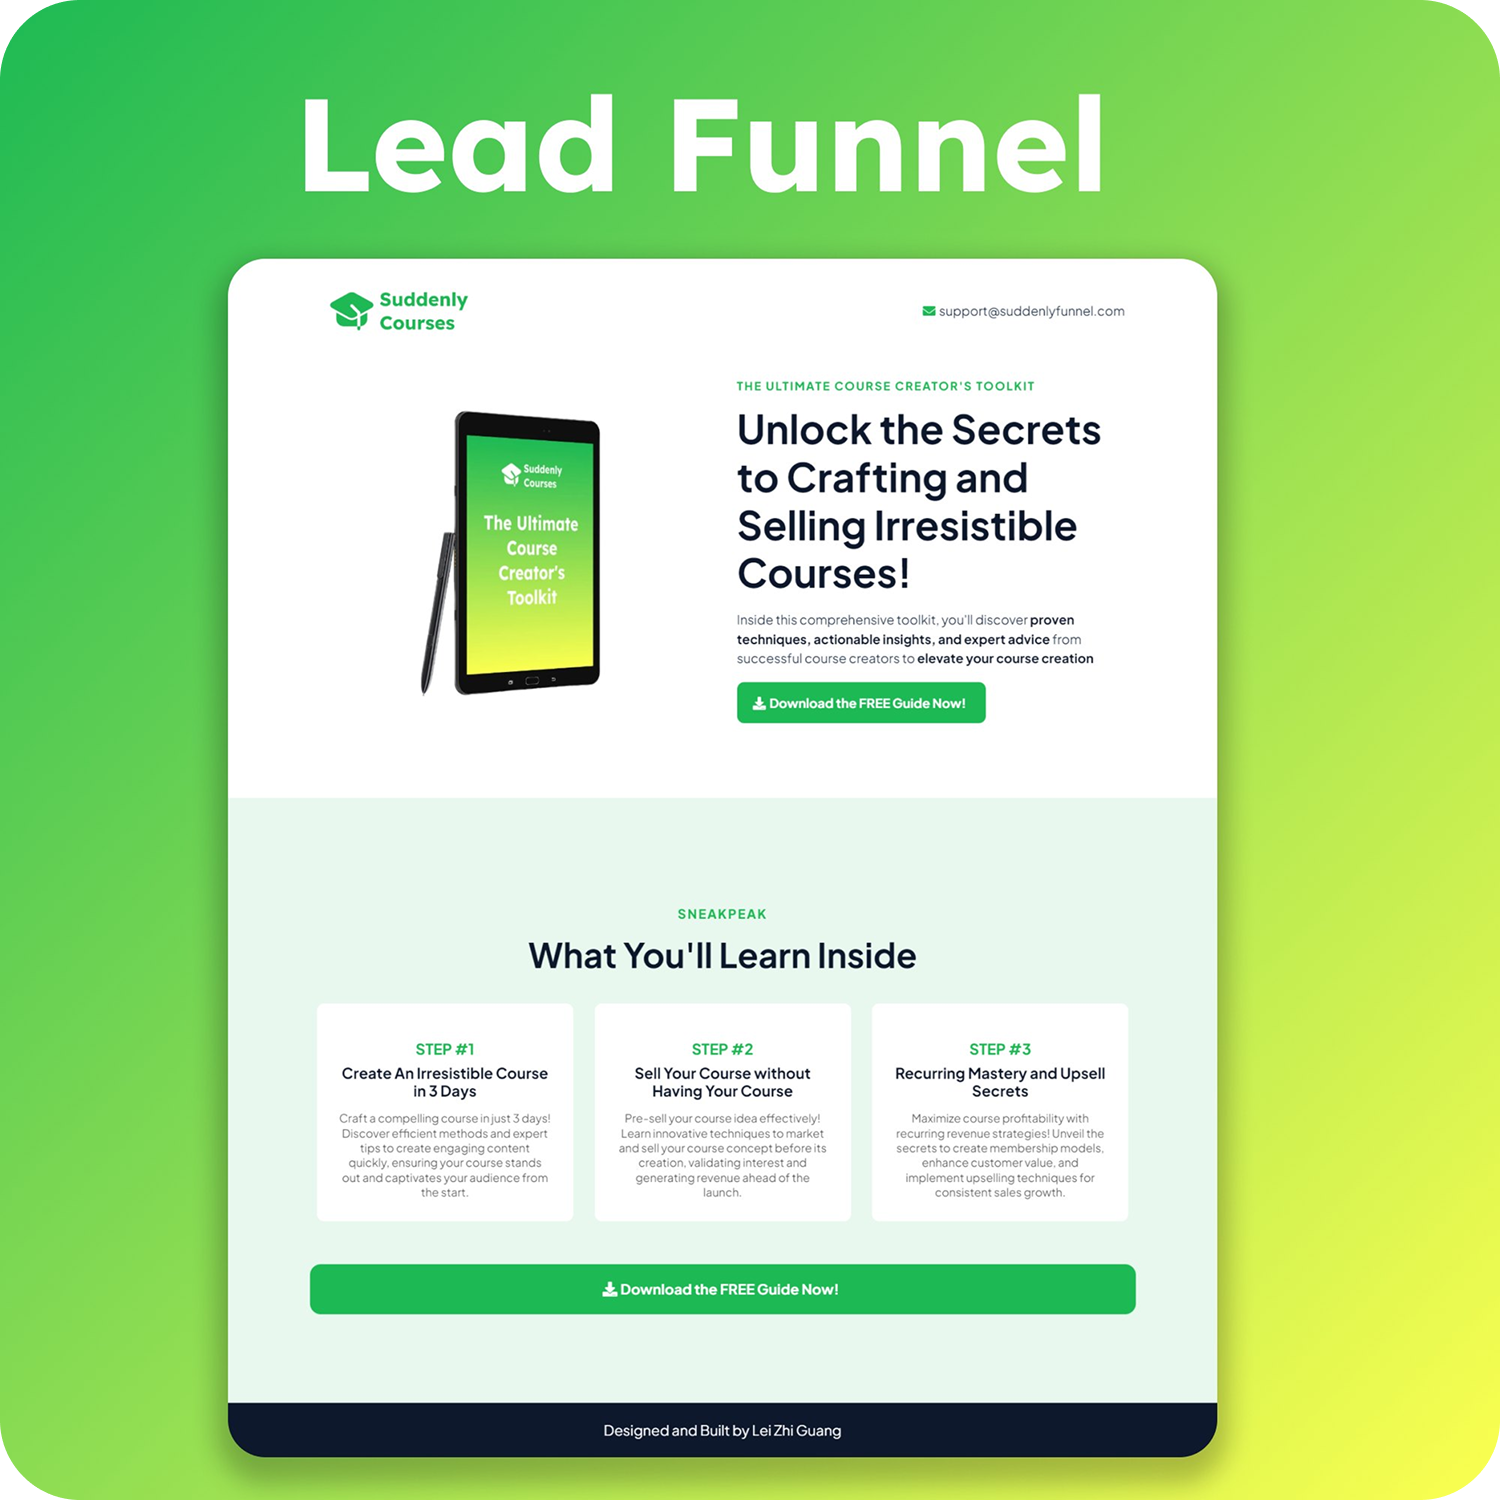 Lead Funnel
Suddenly
Courses
support@suddenlyfunnel.com
THE ULTIMATE COURSE CREATOR'S TOOLKIT
Unlock the Secrets
to Crafting and
Selling Irresistible
Courses!
Inside this comprehensive toolkit, you'll discover proven
techniques, actionable insights, and expert advice from
successful course creators to elevate your course creation
Download the FREE Guide Now!
Suddenly
Courses
The Ultimate
Course
Creator's
Toolkit
SNEAKPEAK
What You'll Learn Inside
STEP #1
Create An Irresistible Course
in 3 Days
Craft a compelling course in just 3 days!
Discover efficient methods and expert
tips to create engaging content
quickly, ensuring your course stands
out and captivates your audience from
the start.
STEP #2
Sell Your Course without
Having Your Course
Pre-sell your course idea effectively!
Learn innovative techniques to market
and sell your course concept before its
creation, validating interest and
generating revenue ahead of the
launch.
STEP #3
Recurring Mastery and Upsell
Secrets
Maximize course profitability with
recurring revenue strategies! Unveil the
secrets to create membership models,
enhance customer value, and
implement upselling techniques for
consistent sales growth.
Download the FREE Guide Now!
Designed and Built by Lei Zhi Guang